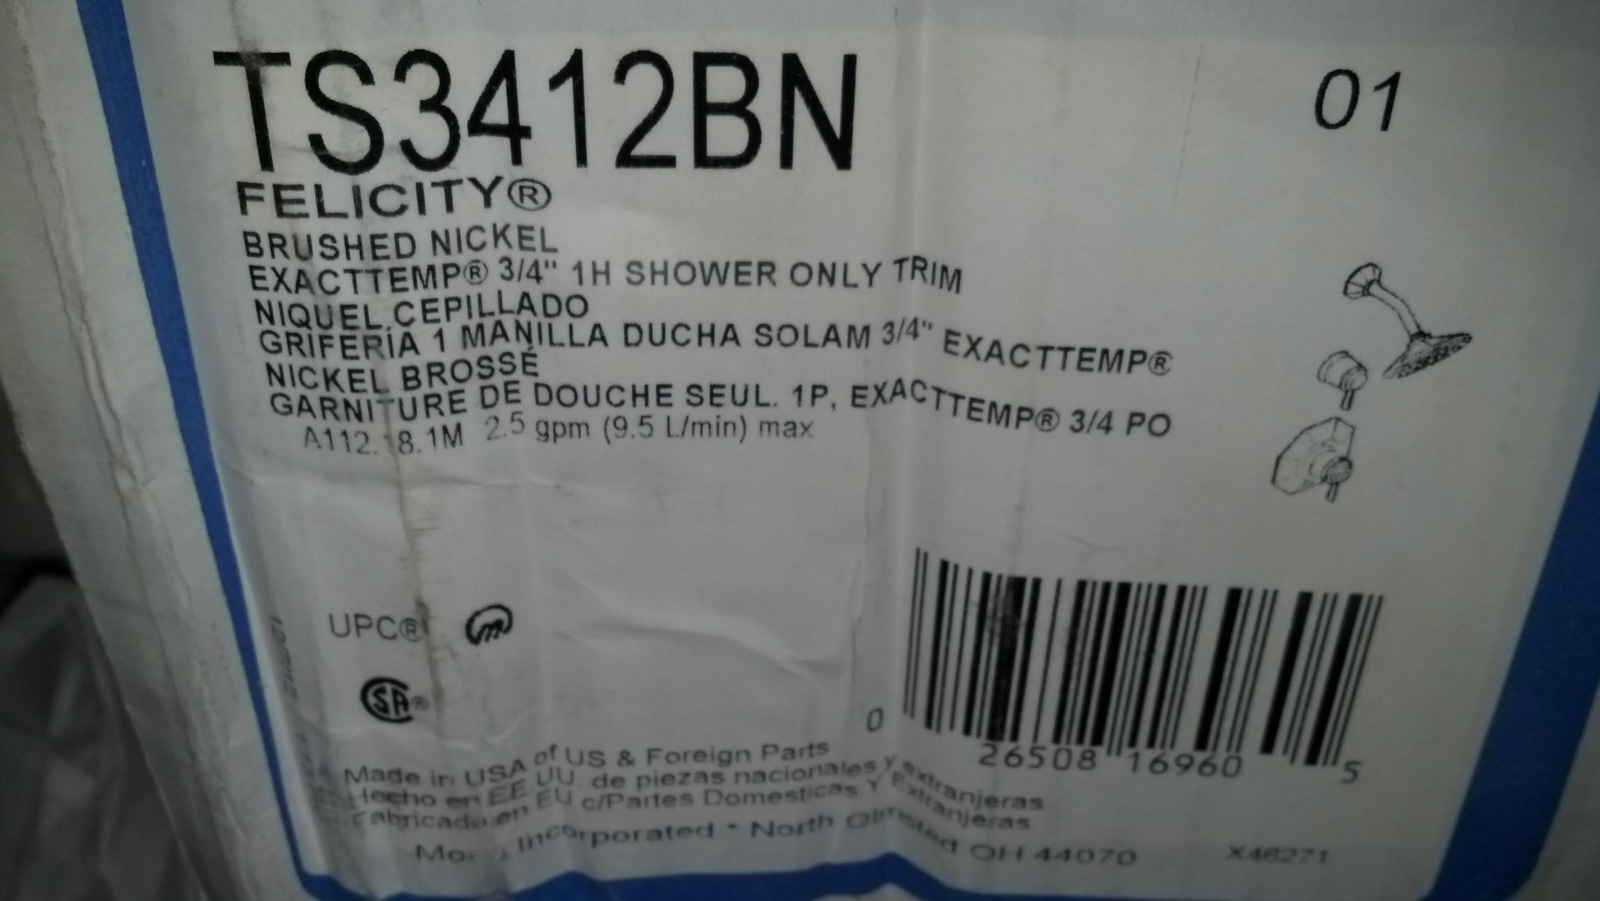 TS3412BN
01
FELICITY®
BRUSHED NICKEL
EXACTTEMP® 3/4" 1H SHOWER ONLY TRIM
NIQUEL CEPILLADO
GRIFERÍA 1 MANILLA DUCHA SOLAM 3/4" EXACTTEMP®
NICKEL BROSSÉ
GARNITURE DE DOUCHE SEUL. 1P, EXACTTEMP® 3/4 PO
A112.18.1M 2.5 gpm (9.5 L/min) max
UPC®
SA®
0 26508 16960 5
Made in USA of US & Foreign Parts
Hecho en EE UU. de piezas nacionales y extranjeras
Fabricado en EU c/Partes Domesticas Y Extranjeras
Incorporated * North Olmsted OH 44070
X46271